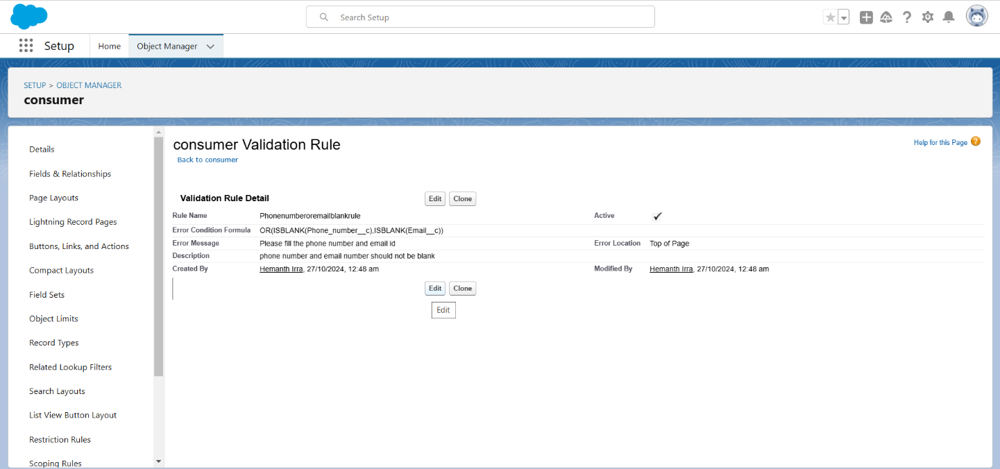 Search Setup
Setup
Home
Object Manager
SETUP > OBJECT MANAGER
consumer
Details
Fields & Relationships
Page Layouts
Lightning Record Pages
Buttons, Links, and Actions
Compact Layouts
Field Sets
Object Limits
Record Types
Related Lookup Filters
Search Layouts
List View Button Layout
Restriction Rules
Scoping Rules
consumer Validation Rule
Help for this Page ?
Back to consumer
Validation Rule Detail
Edit
Clone
Rule Name Phonenumberoremailblankrule Active
Error Condition Formula OR(ISBLANK(Phone_number__c),ISBLANK(Email__c))
Error Message Please fill the phone number and email id Error Location Top of Page
Description phone number and email number should not be blank
Created By Hemanth Irra, 27/10/2024, 12:48 am Modified By Hemanth Irra, 27/10/2024, 12:48 am
Edit
Clone
Edit